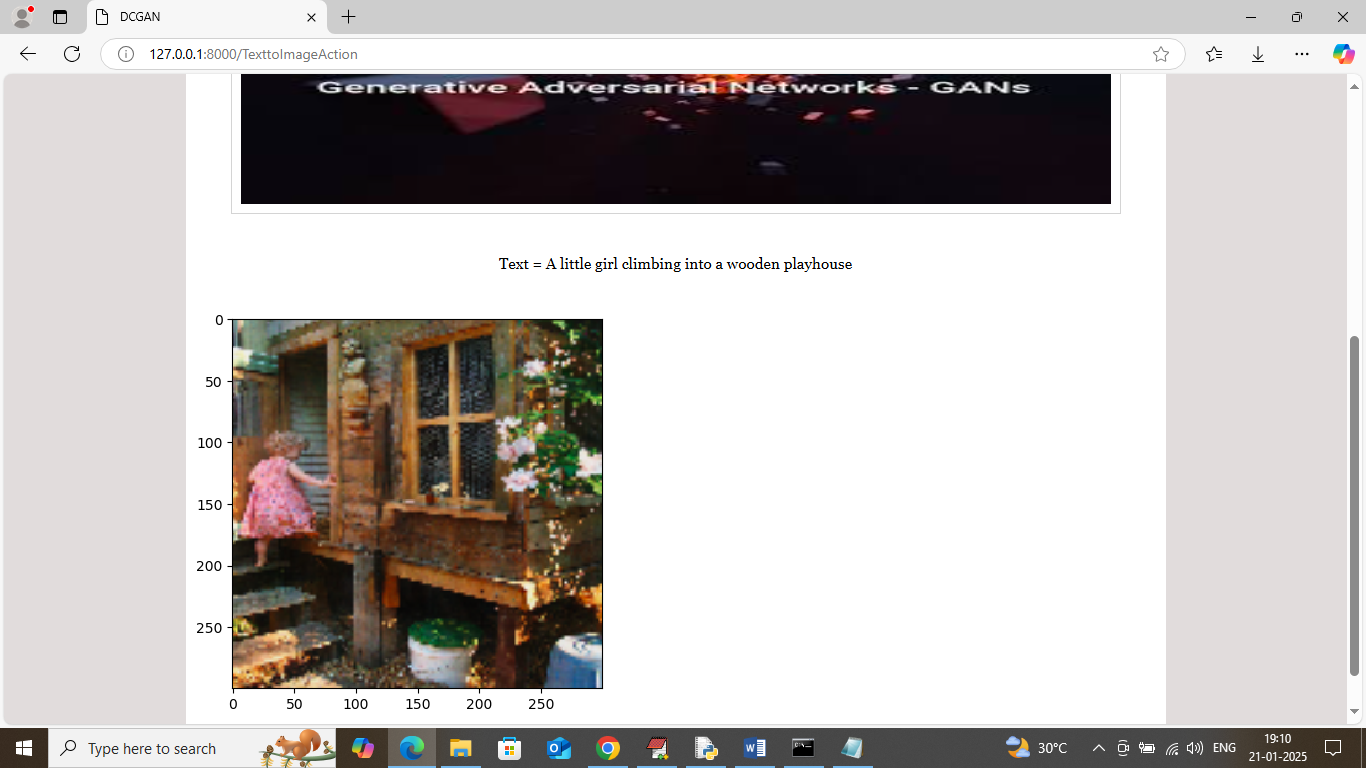 DCGAN
127.0.0.1:8000/TexttoImageAction
Generative Adversarial Networks - GANs
Text = A little girl climbing into a wooden playhouse
0
50
100
150
200
250
0 50 100 150 200 250
Type here to search
30°C
ENG
19:10
21-01-2025